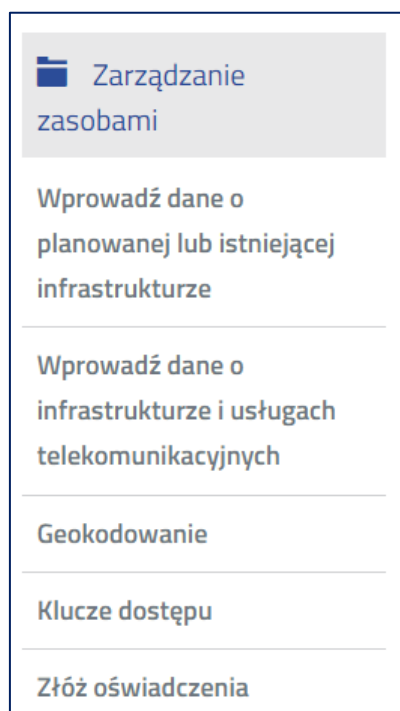 Zarządzanie
zasobami
Wprowadź dane o
planowanej lub istniejącej
infrastrukturze
Wprowadź dane o
infrastrukturze i usługach
telekomunikacyjnych
Geokodowanie
Klucze dostępu
Złóż oświadczenia